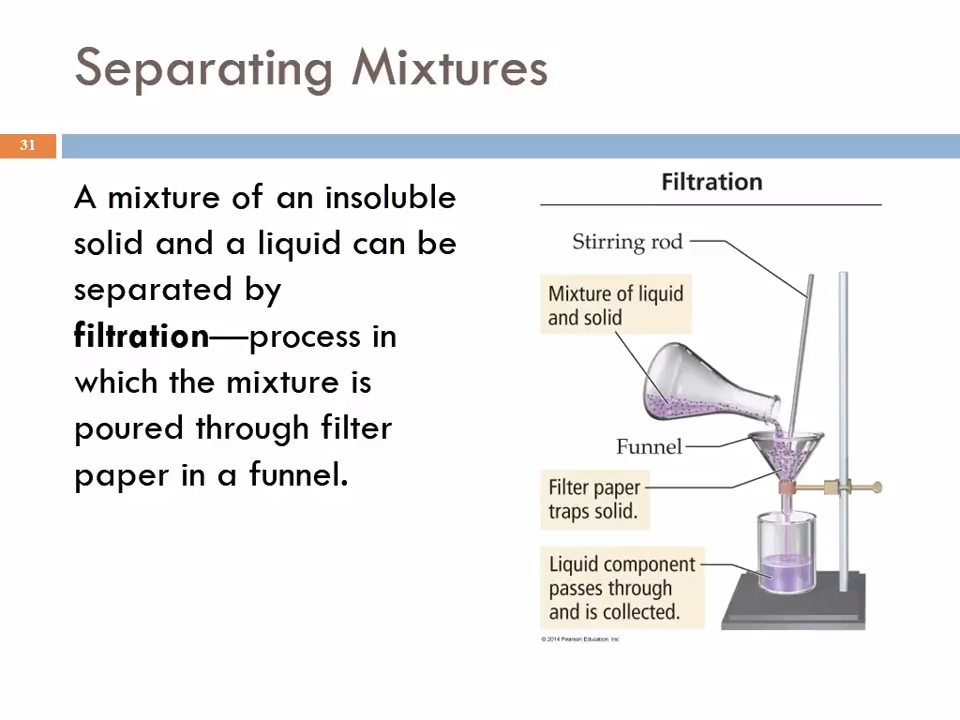 Separating Mixtures
31
A mixture of an insoluble
solid and a liquid can be
separated by
filtration—process in
which the mixture is
poured through filter
paper in a funnel.
Filtration
Stirring rod
Mixture of liquid
and solid
Funnel
Filter paper
traps solid.
Liquid component
passes through
and is collected.
© 2014 Pearson Education, Inc.